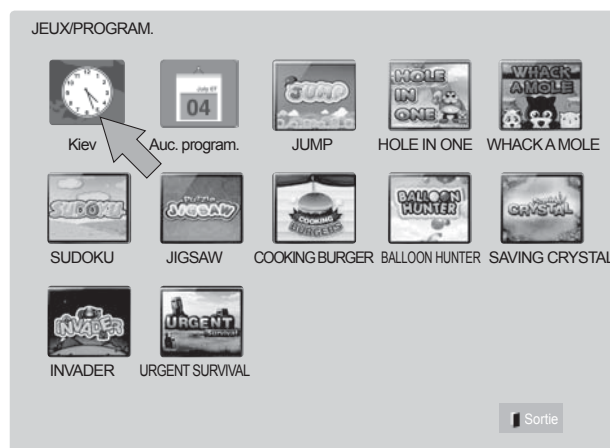 JEUX/PROGRAM.
July 07
04
JUMP
HOLE
IN
ONE
WHACK
A MOLE
Kiev
Auc. program.
JUMP
HOLE IN ONE
WHACK A MOLE
SUDOKU
Puzzle
JIGSAW
COOKING
BURGERS
BALLOON
HUNTER
CRYSTAL
SUDOKU
JIGSAW
COOKING BURGER
BALLOON HUNTER
SAVING CRYSTAL
INVADER
URGENT
Survival
INVADER
URGENT SURVIVAL
Sortie